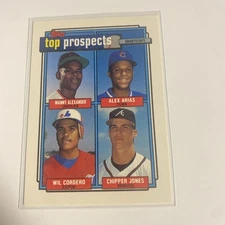 top prospects
MANNY ALEXANDER
ALEX ARIAS
WIL CORDERO
CHIPPER JONES